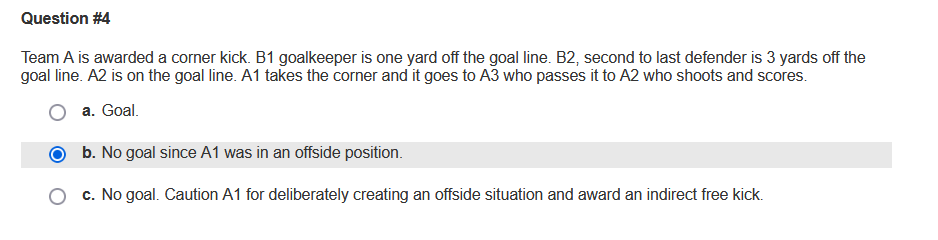 Question #4
Team A is awarded a corner kick. B1 goalkeeper is one yard off the goal line. B2, second to last defender is 3 yards off the
goal line. A2 is on the goal line. A1 takes the corner and it goes to A3 who passes it to A2 who shoots and scores.
a. Goal.
b. No goal since A1 was in an offside position.
c. No goal. Caution A1 for deliberately creating an offside situation and award an indirect free kick.